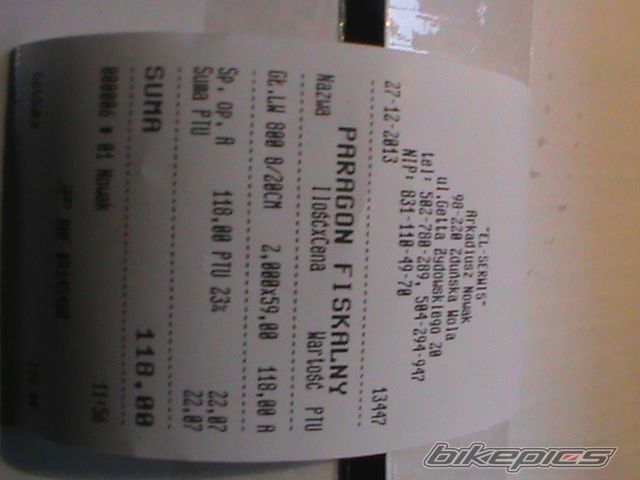 "EL-SERWIS"
Arkadiusz Nowak
98-220 Zduńska Wola
ul.Getta Żydowskiego 20
tel: 502-780-289, 504-294-947
NIP: 831-110-49-70
27-12-2013 13447
PARAGON FISKALNY
Nazwa IlośćxCena Wartość PTU
GŁ.LW 800 8/20CM 2,000x59,00 118,00 A
Sp. op. A 118,00 PTU 23% 22,07
Suma PTU 22,07
SUMA 118.00
000006 # 01 Nowak 11:56
Gotówka
bikepics